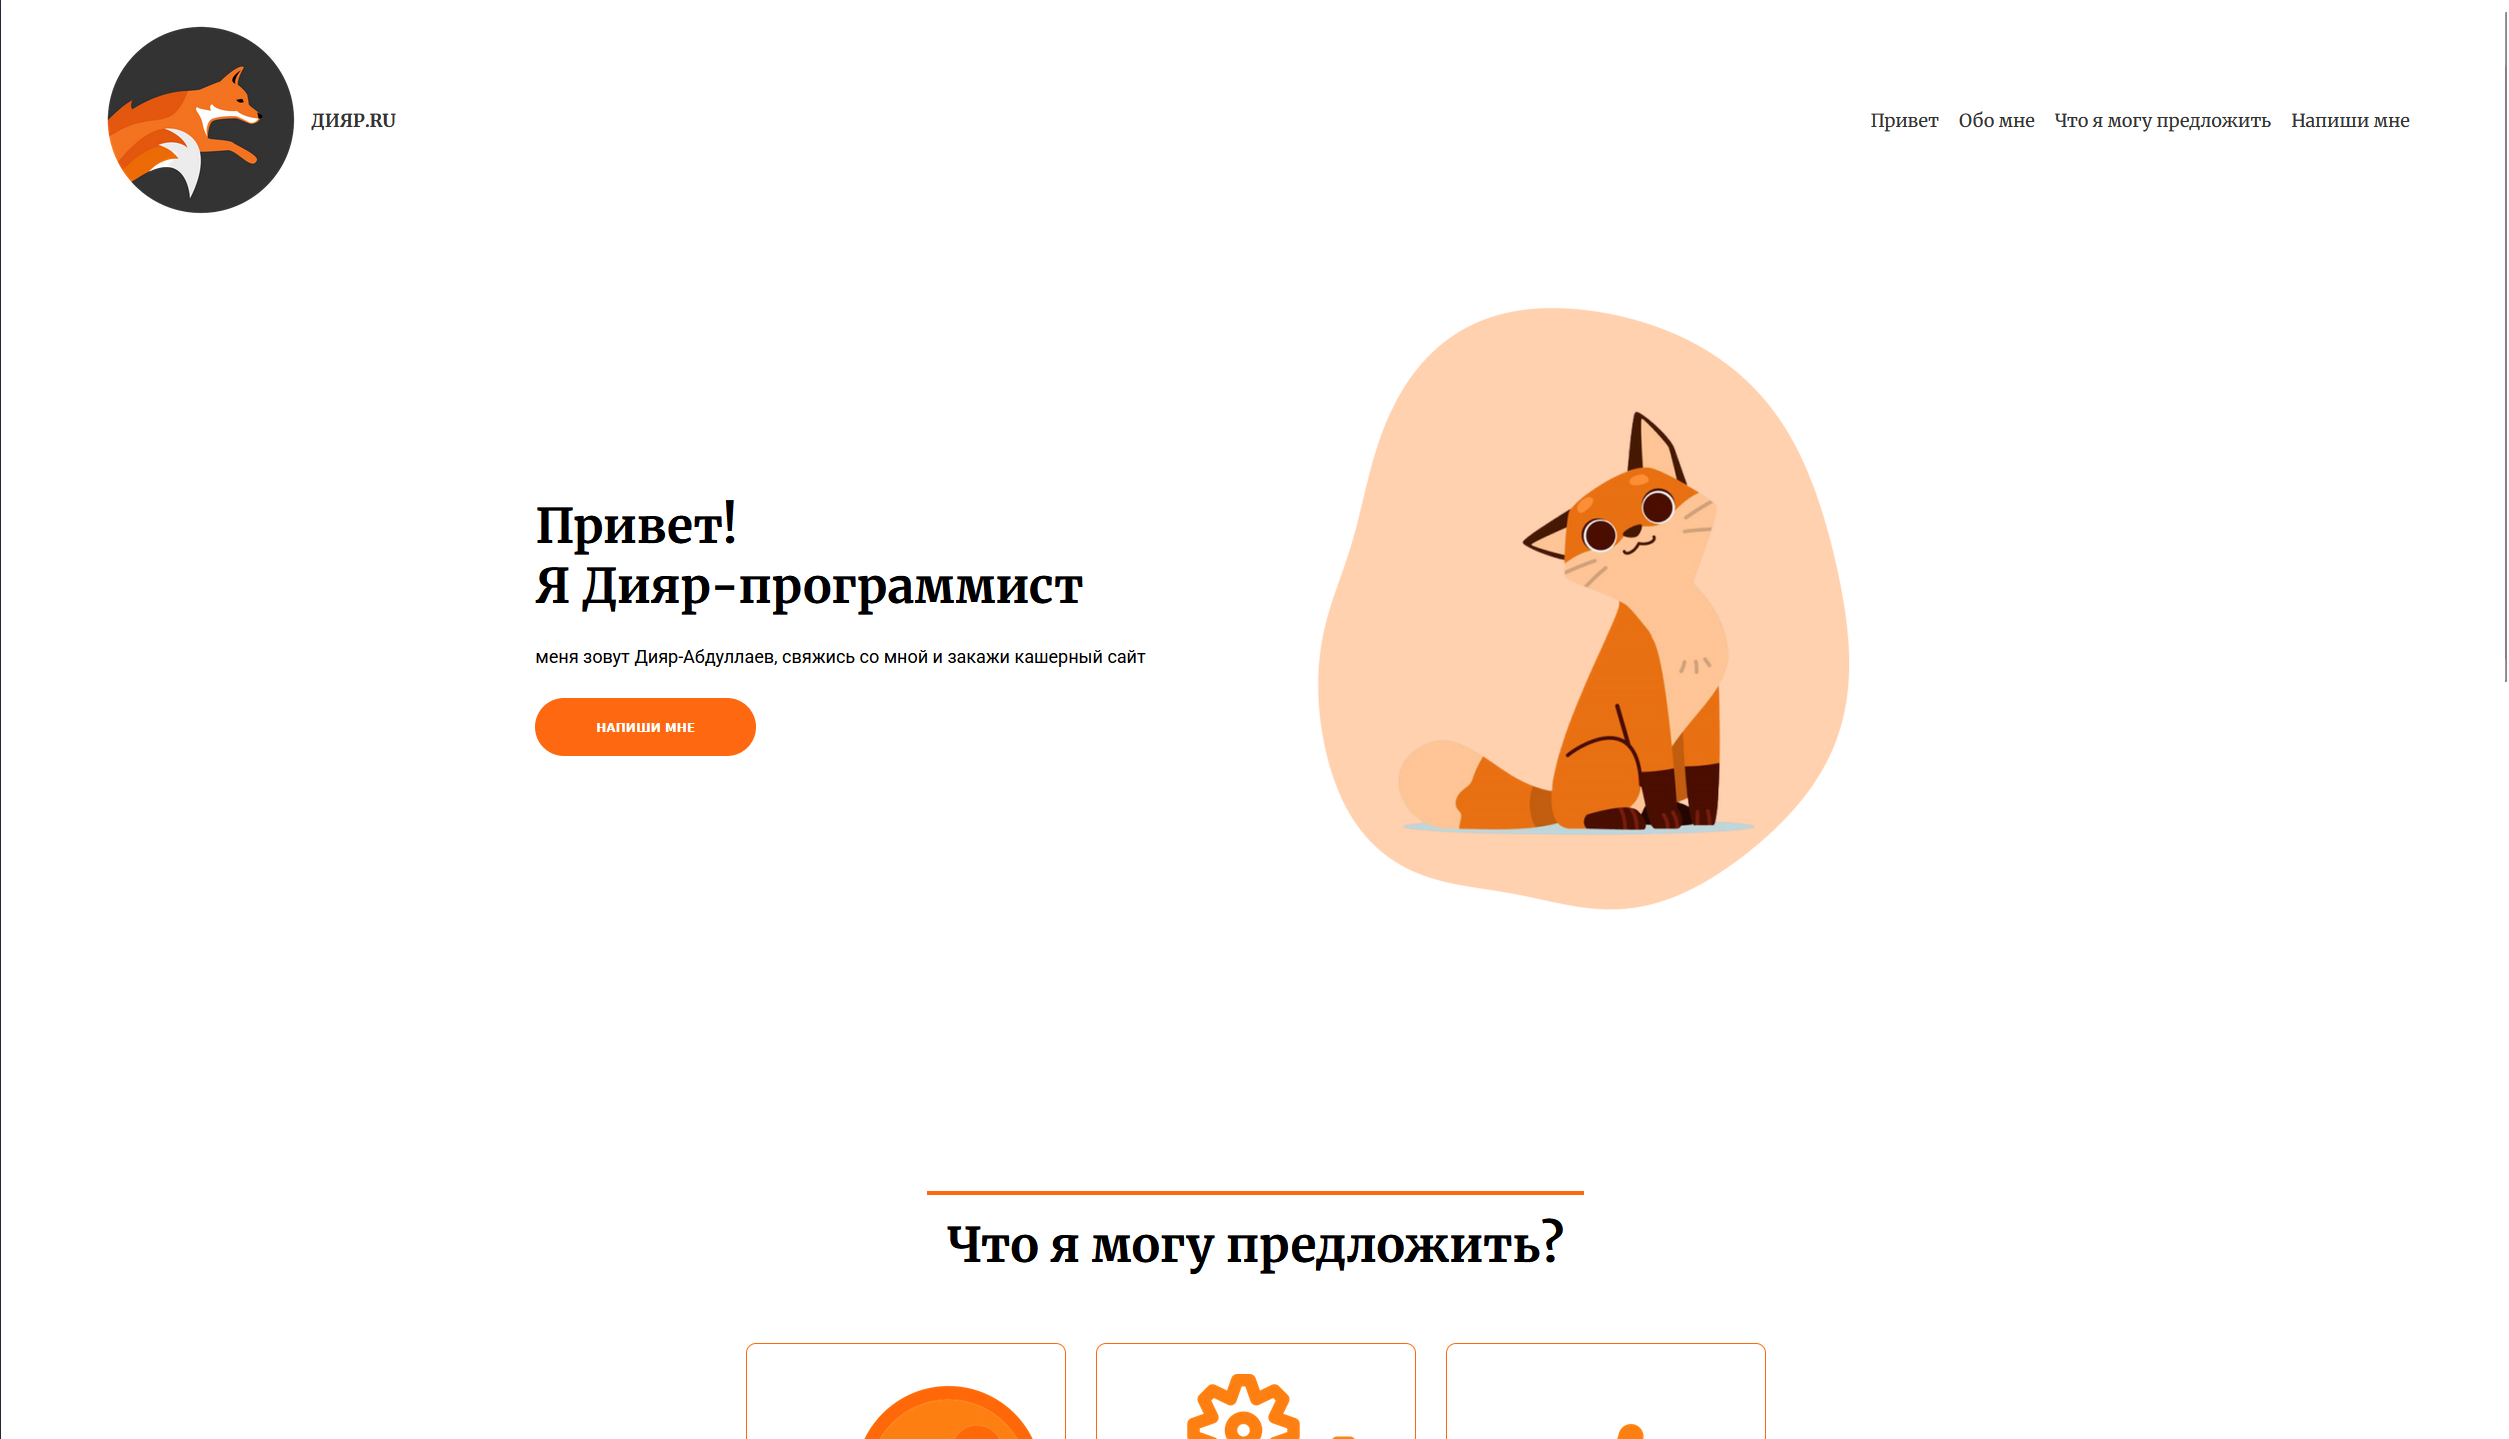 ДИЯР.RU
Привет Обо мне Что я могу предложить Напиши мне
Привет!
Я Дияр-программист
меня зовут Дияр-Абдуллаев, свяжись со мной и закажи кашерный сайт
НАПИШИ МНЕ
Что я могу предложить?